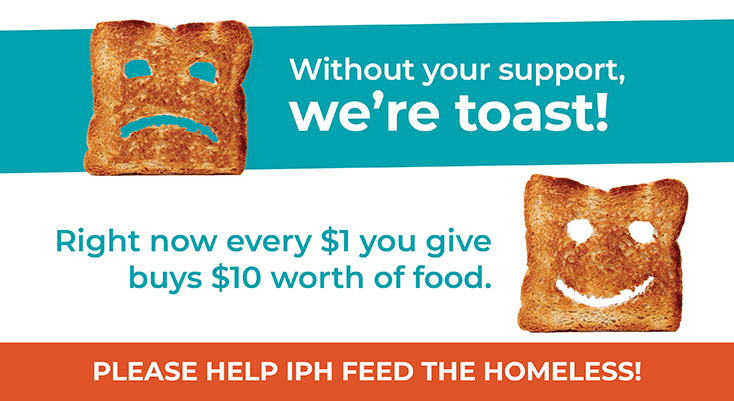 Without your support,
we’re toast!
Right now every $1 you give
buys $10 worth of food.
PLEASE HELP IPH FEED THE HOMELESS!